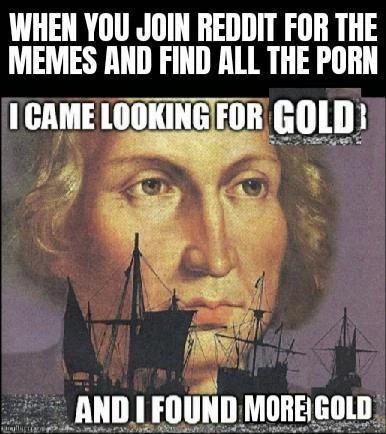 WHEN YOU JOIN REDDIT FOR THE
MEMES AND FIND ALL THE PORN
I CAME LOOKING FOR GOLD
AND I FOUND MORE GOLD